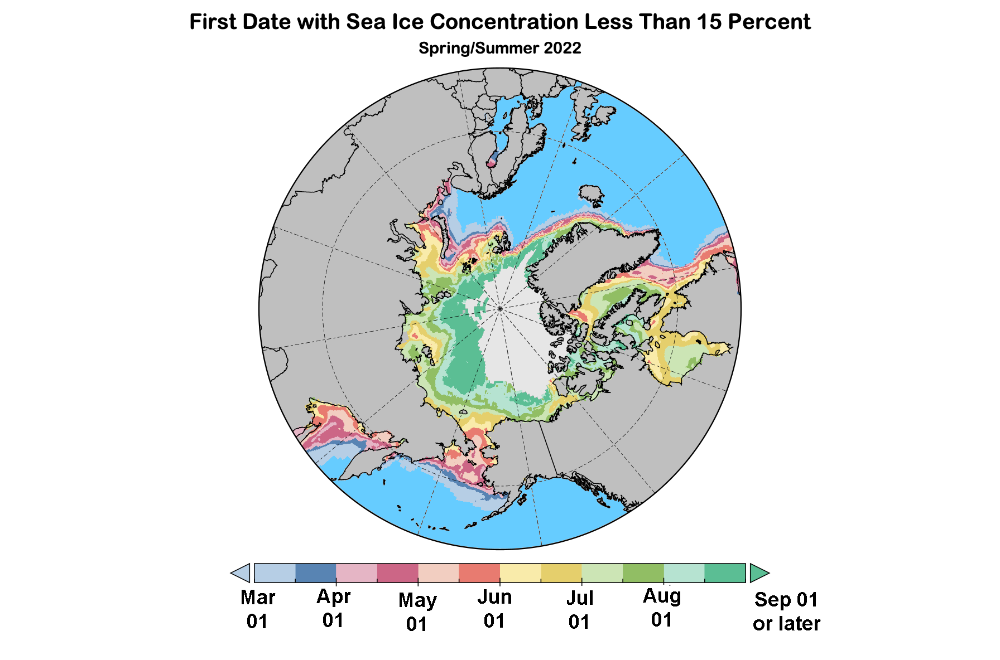 First Date with Sea Ice Concentration Less Than 15 Percent
Spring/Summer 2022
Mar Apr May Jun Jul Aug Sep 01
01 01 01 01 01 01 or later